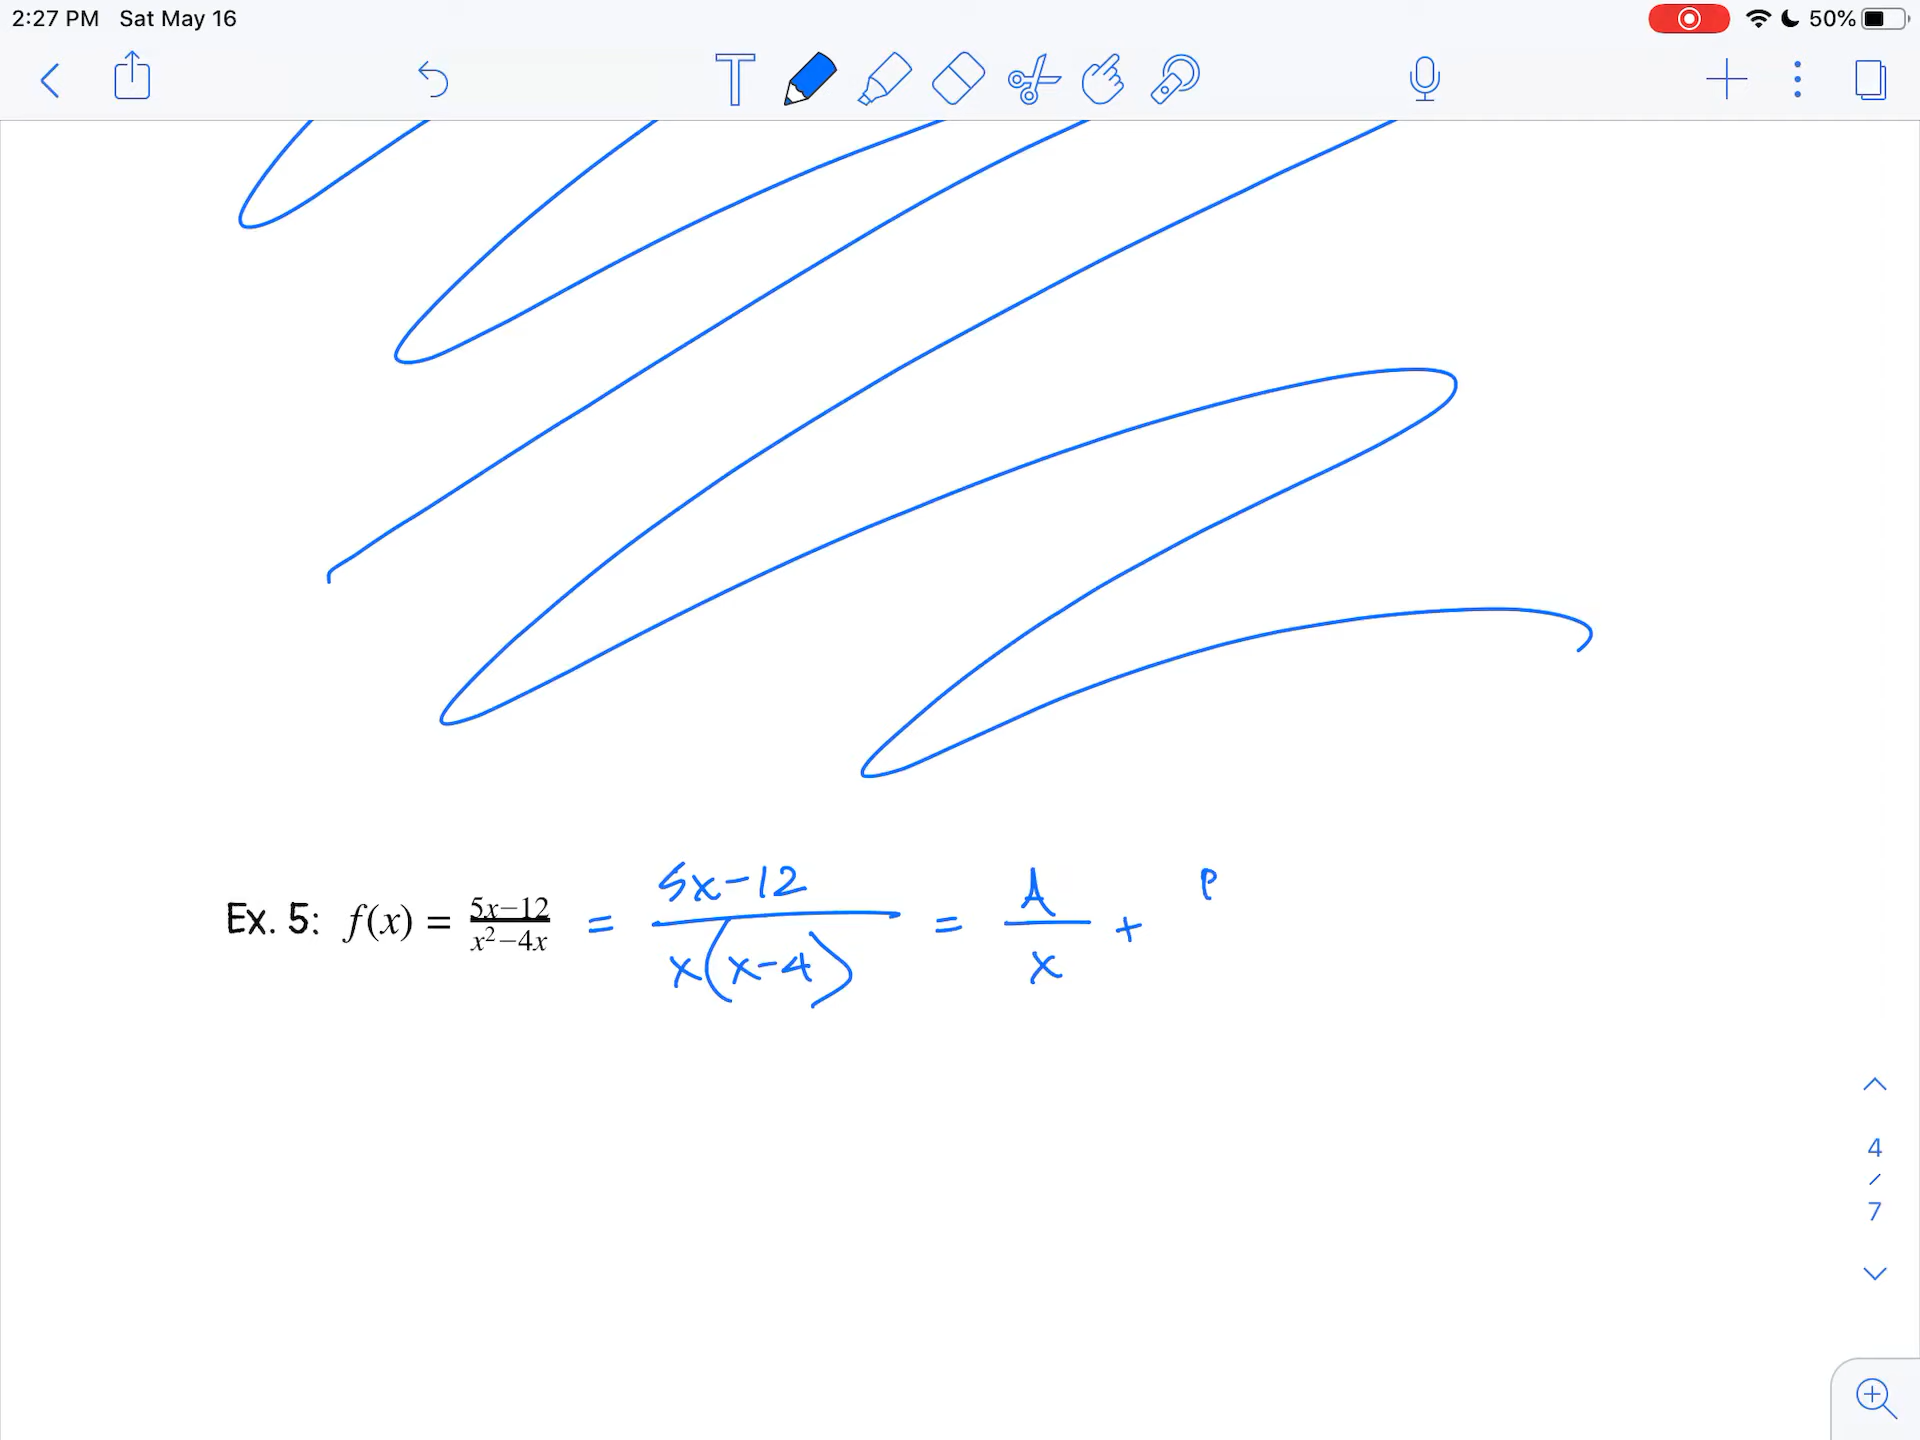 2:27 PM Sat May 16 50%
T
Ex. 5: f(x) = 5x−12 / x²−4x = 5x−12 / x(x−4) = A / x + P
4
/
7